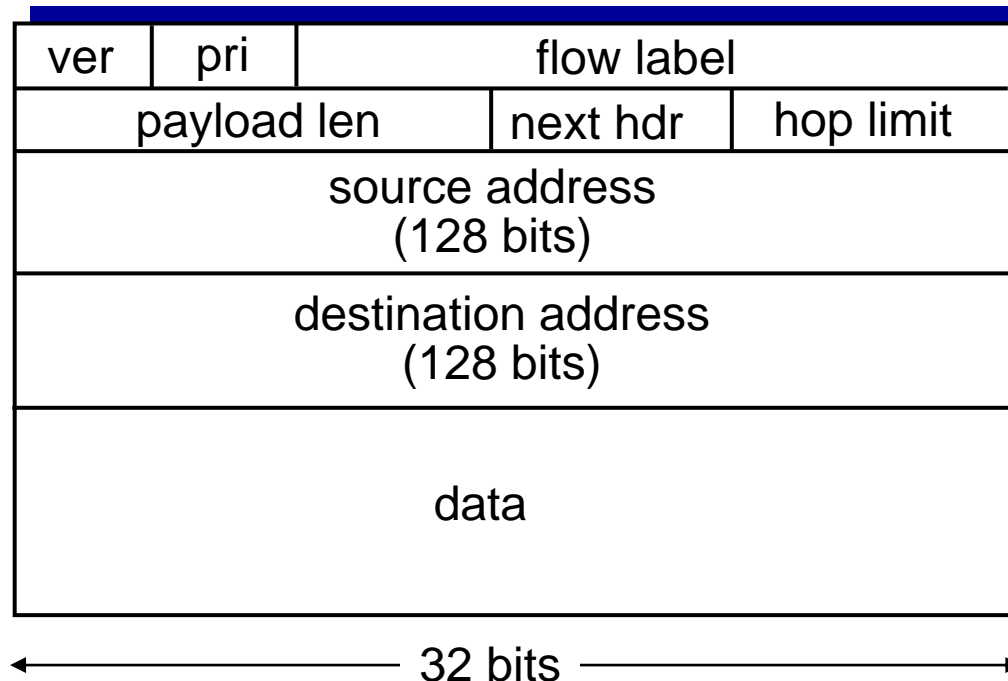 ver pri flow label
payload len next hdr hop limit
source address
(128 bits)
destination address
(128 bits)
data
32 bits